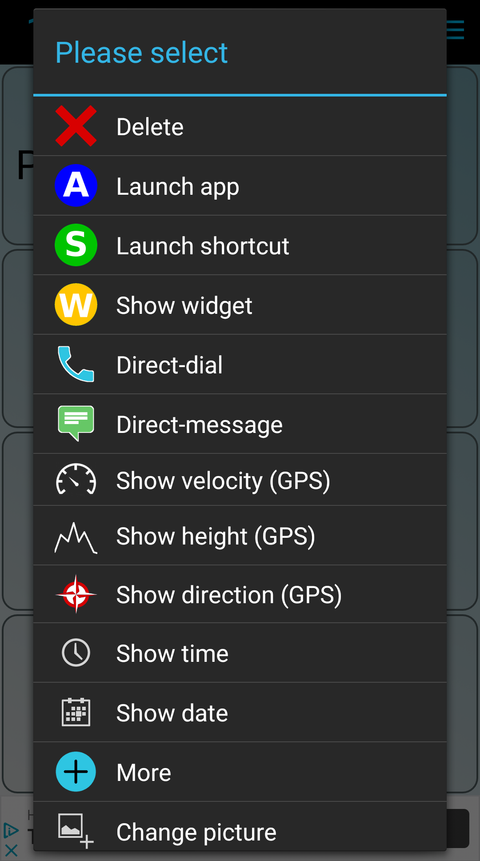 Please select
Delete
A Launch app
S Launch shortcut
W Show widget
Direct-dial
Direct-message
Show velocity (GPS)
Show height (GPS)
Show direction (GPS)
Show time
Show date
More
Change picture